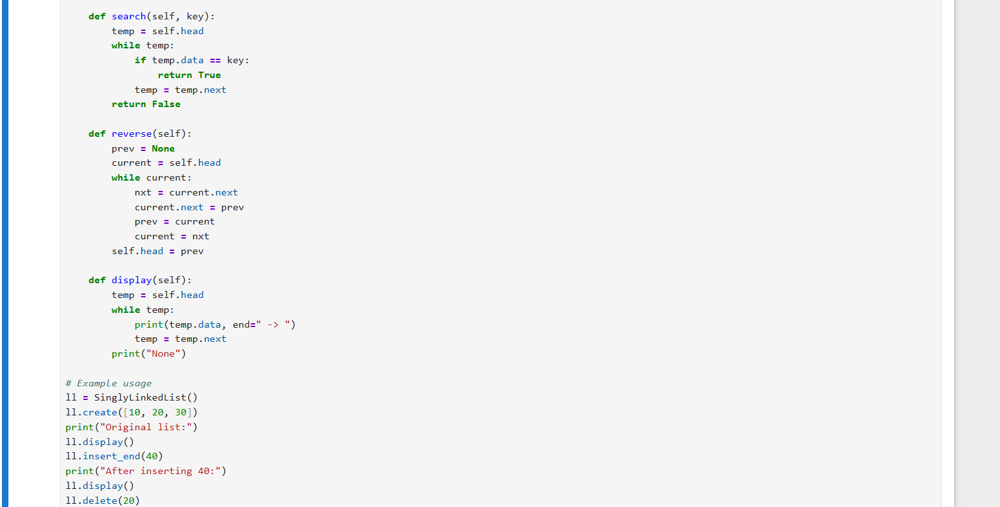 def search(self, key):
        temp = self.head
        while temp:
            if temp.data == key:
                return True
            temp = temp.next
        return False

    def reverse(self):
        prev = None
        current = self.head
        while current:
            nxt = current.next
            current.next = prev
            prev = current
            current = nxt
        self.head = prev

    def display(self):
        temp = self.head
        while temp:
            print(temp.data, end=" -> ")
            temp = temp.next
        print("None")

# Example usage
ll = SinglyLinkedList()
ll.create([10, 20, 30])
print("Original list:")
ll.display()
ll.insert_end(40)
print("After inserting 40:")
ll.display()
ll.delete(20)